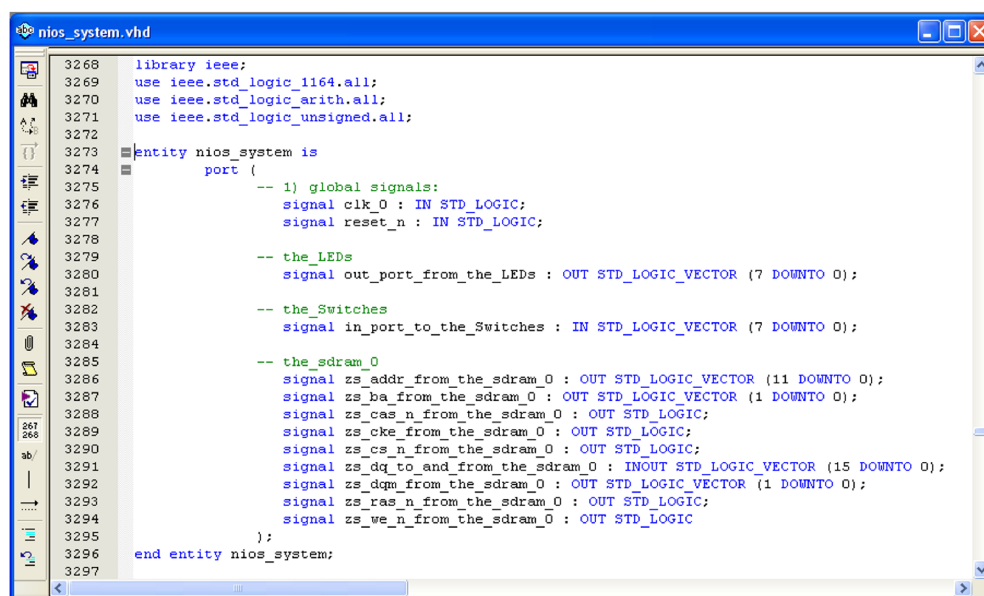 nios_system.vhd
3268 library ieee;
3269 use ieee.std_logic_1164.all;
3270 use ieee.std_logic_arith.all;
3271 use ieee.std_logic_unsigned.all;
3272
3273 entity nios_system is
3274 port (
3275 -- 1) global signals:
3276 signal clk_0 : IN STD_LOGIC;
3277 signal reset_n : IN STD_LOGIC;
3278
3279 -- the_LEDs
3280 signal out_port_from_the_LEDs : OUT STD_LOGIC_VECTOR (7 DOWNTO 0);
3281
3282 -- the_Switches
3283 signal in_port_to_the_Switches : IN STD_LOGIC_VECTOR (7 DOWNTO 0);
3284
3285 -- the_sdram_0
3286 signal zs_addr_from_the_sdram_0 : OUT STD_LOGIC_VECTOR (11 DOWNTO 0);
3287 signal zs_ba_from_the_sdram_0 : OUT STD_LOGIC_VECTOR (1 DOWNTO 0);
3288 signal zs_cas_n_from_the_sdram_0 : OUT STD_LOGIC;
3289 signal zs_cke_from_the_sdram_0 : OUT STD_LOGIC;
3290 signal zs_cs_n_from_the_sdram_0 : OUT STD_LOGIC;
3291 signal zs_dq_to_and_from_the_sdram_0 : INOUT STD_LOGIC_VECTOR (15 DOWNTO 0);
3292 signal zs_dqm_from_the_sdram_0 : OUT STD_LOGIC_VECTOR (1 DOWNTO 0);
3293 signal zs_ras_n_from_the_sdram_0 : OUT STD_LOGIC;
3294 signal zs_we_n_from_the_sdram_0 : OUT STD_LOGIC
3295 );
3296 end entity nios_system;
3297
abc
267
268
ab/